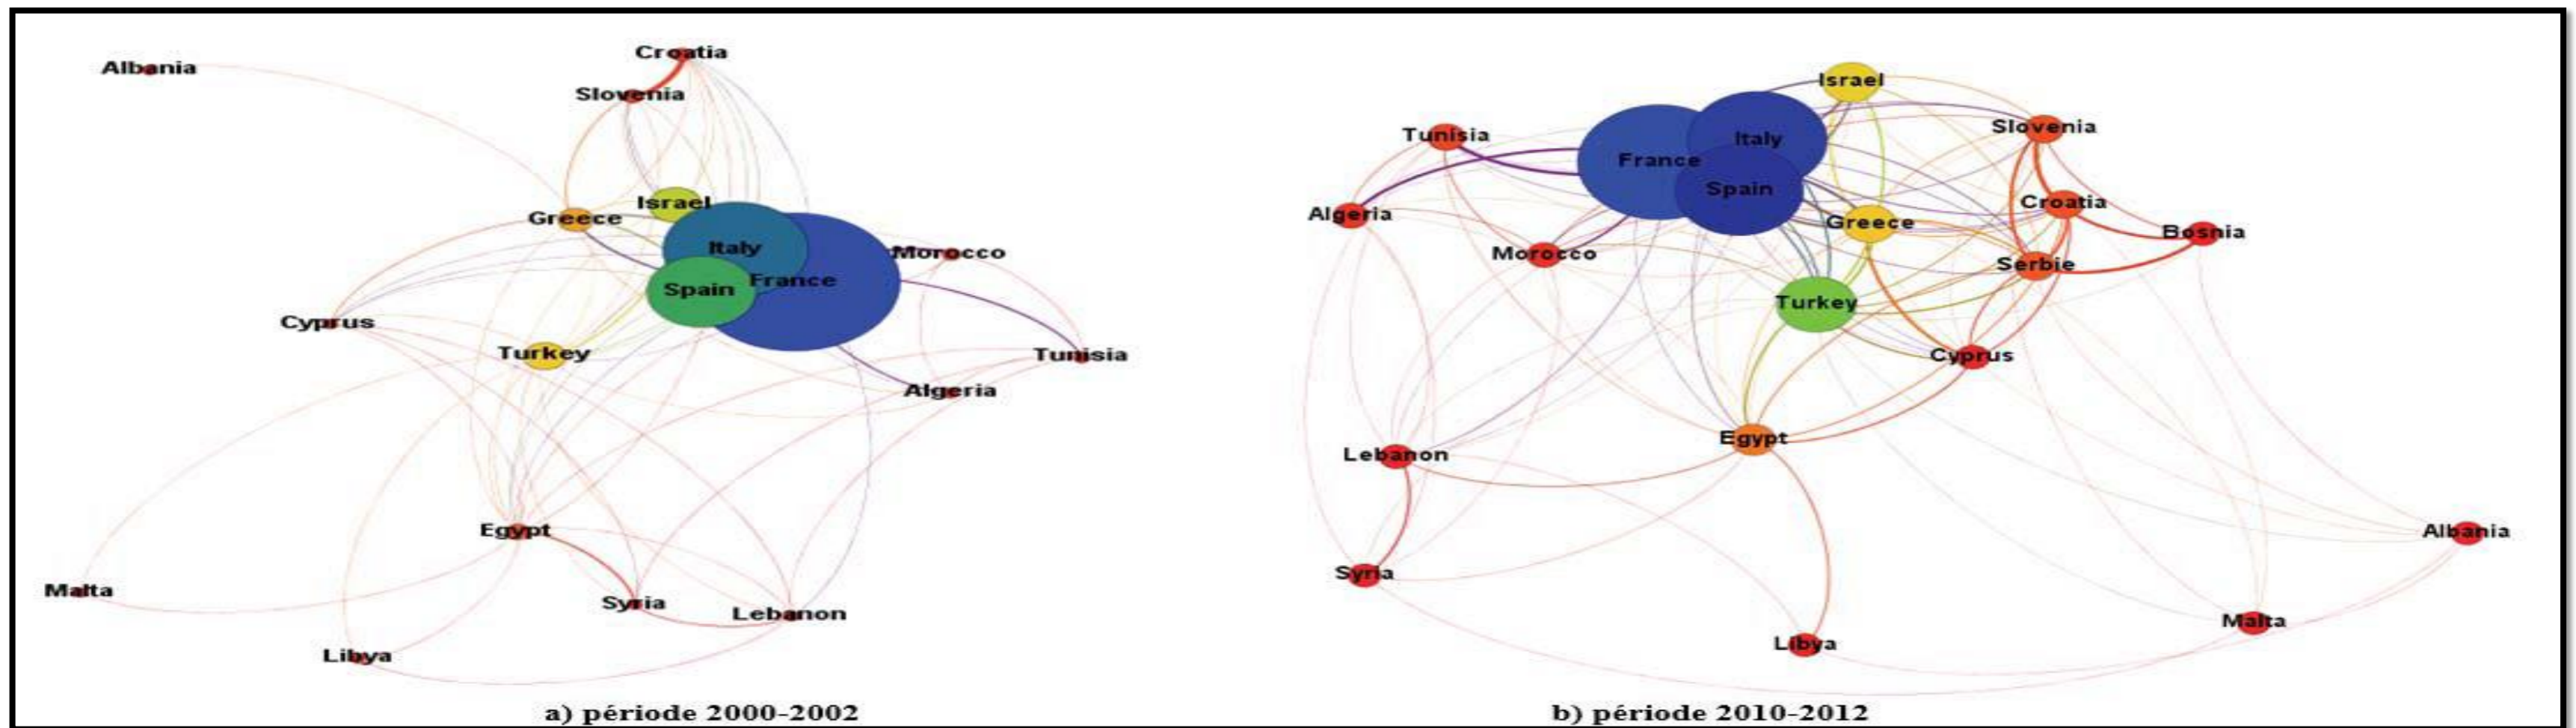 Albania
Croatia
Slovenia
Israel
Greece
Italy
Morocco
France
Spain
Cyprus
Turkey
Tunisia
Algeria
Egypt
Malta
Syria
Lebanon
Libya
a) période 2000-2002
Israel
Tunisia
Italy
Slovenia
France
Spain
Algeria
Croatia
Greece
Bosnia
Morocco
Serbie
Turkey
Cyprus
Egypt
Lebanon
Albania
Syria
Malta
Libya
b) période 2010-2012